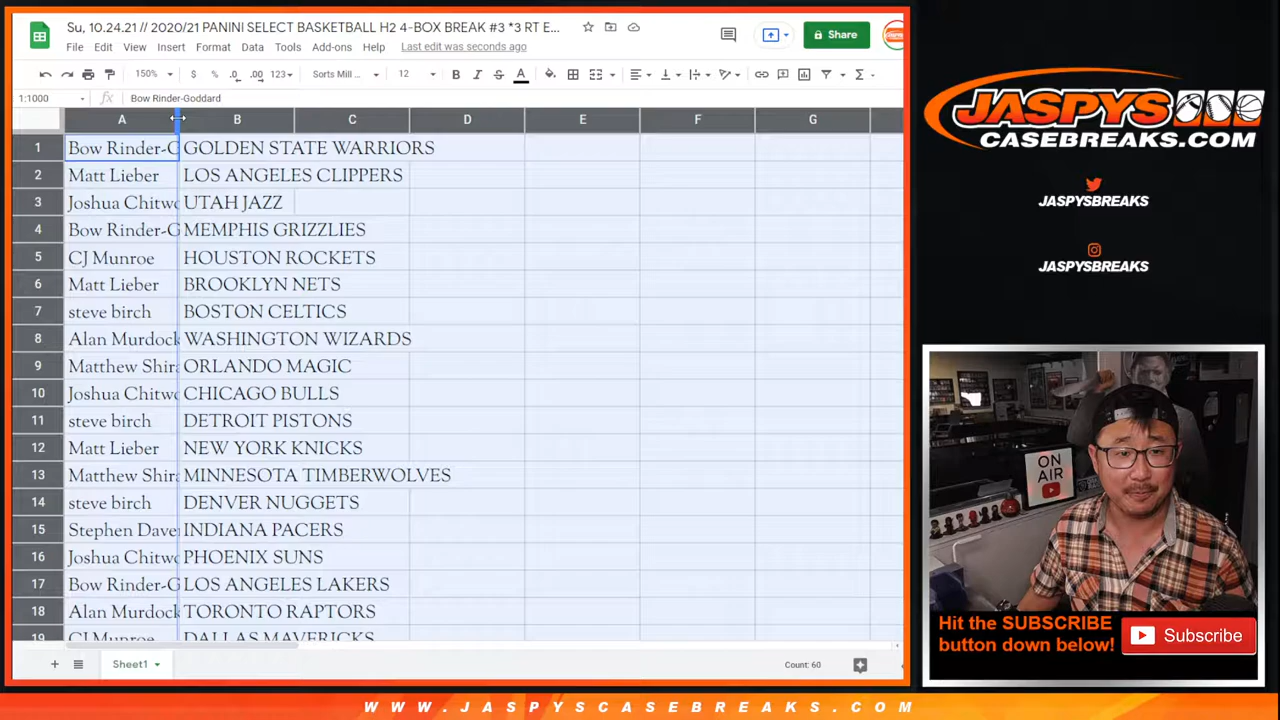 Su, 10.24.21 // 2020/21 PANINI SELECT BASKETBALL H2 4-BOX BREAK #3 *3 RT E...
File Edit View Insert Format Data Tools Add-ons Help Last edit was seconds ago
Share
150% $ % .0 .00 123 Sorts Mill ... 12 B I S A
1:1000 fx Bow Rinder-Goddard
A B C D E F G
1 Bow Rinder-G GOLDEN STATE WARRIORS
2 Matt Lieber LOS ANGELES CLIPPERS
3 Joshua Chitwo UTAH JAZZ
4 Bow Rinder-G MEMPHIS GRIZZLIES
5 CJ Munroe HOUSTON ROCKETS
6 Matt Lieber BROOKLYN NETS
7 steve birch BOSTON CELTICS
8 Alan Murdock WASHINGTON WIZARDS
9 Matthew Shira ORLANDO MAGIC
10 Joshua Chitwo CHICAGO BULLS
11 steve birch DETROIT PISTONS
12 Matt Lieber NEW YORK KNICKS
13 Matthew Shira MINNESOTA TIMBERWOLVES
14 steve birch DENVER NUGGETS
15 Stephen Daver INDIANA PACERS
16 Joshua Chitwo PHOENIX SUNS
17 Bow Rinder-G LOS ANGELES LAKERS
18 Alan Murdock TORONTO RAPTORS
19 CJ Munroe DALLAS MAVERICKS
Sheet1
Count: 60
JASPYS
CASEBREAKS.COM
JASPYSBREAKS
JASPYSBREAKS
ON
AIR
Hit the SUBSCRIBE
button down below!
Subscribe
WWW.JASPYSCASEBREAKS.COM